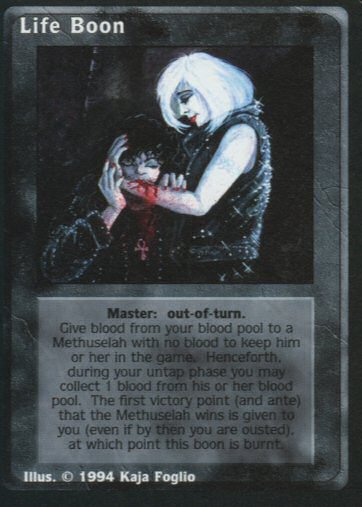 Life Boon
Master: out-of-turn.
Give blood from your blood pool to a
Methuselah with no blood to keep him
or her in the game. Henceforth,
during your untap phase you may
collect 1 blood from his or her blood
pool. The first victory point (and ante)
that the Methuselah wins is given to
you (even if by then you are ousted),
at which point this boon is burnt.
Illus. © 1994 Kaja Foglio